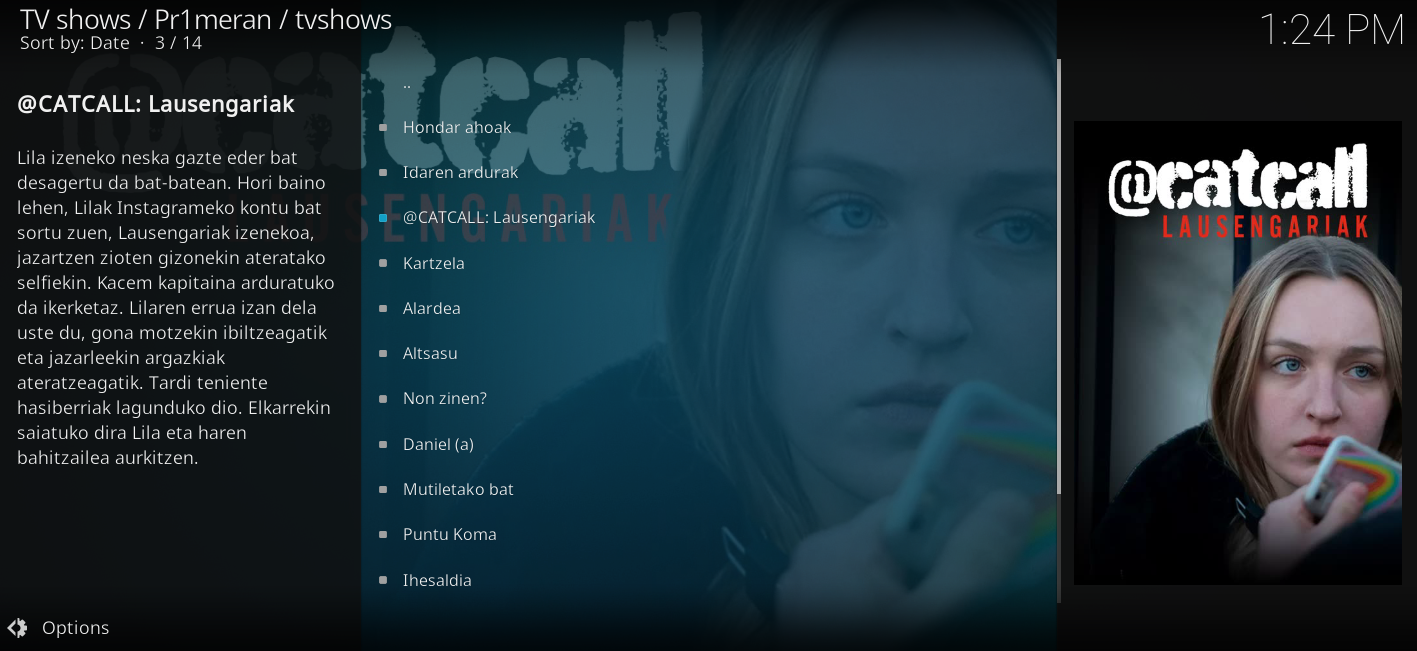 TV shows / Pr1meran / tvshows
Sort by: Date · 3 / 14
1:24 PM
@CATCALL: Lausengariak
Lila izeneko neska gazte eder bat
desagertu da bat-batean. Hori baino
lehen, Lilak Instagrameko kontu bat
sortu zuen, Lausengariak izenekoa,
jazartzen zioten gizonekin ateratako
selfiekin. Kacem kapitaina arduratuko
da ikerketaz. Lilaren errua izan dela
uste du, gona motzekin ibiltzeagatik
eta jazarleekin argazkiak
ateratzeagatik. Tardi teniente
hasiberriak lagunduko dio. Elkarrekin
saiatuko dira Lila eta haren
bahitzailea aurkitzen.
..
Hondar ahoak
Idaren ardurak
@CATCALL: Lausengariak
Kartzela
Alardea
Altsasu
Non zinen?
Daniel (a)
Mutiletako bat
Puntu Koma
Ihesaldia
@catcall
LAUSENGARIAK
@catcall
LAUSENGARIAK
Options